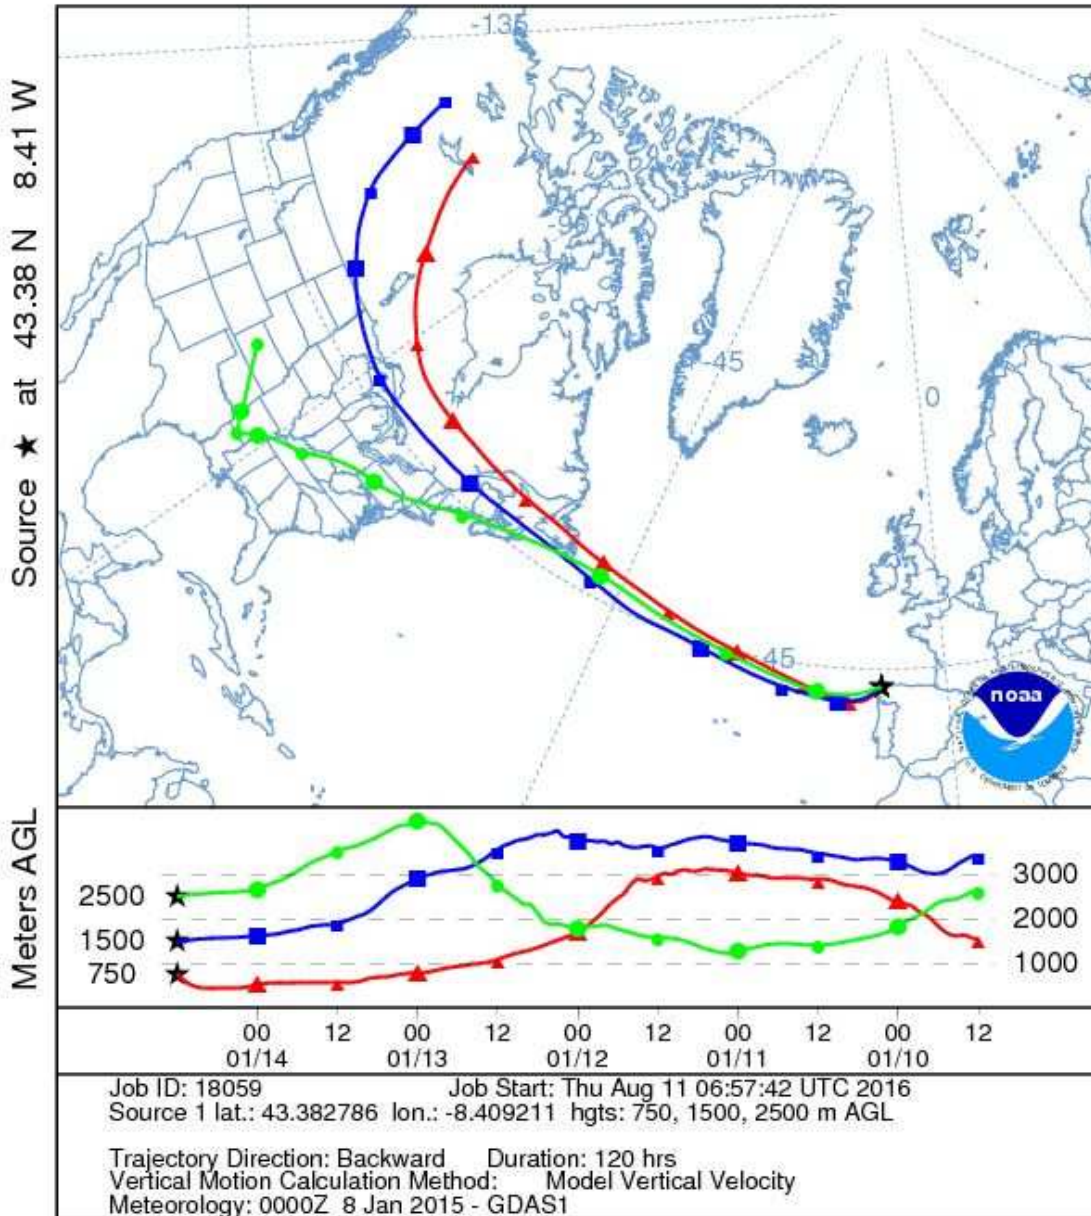 Source ★ at 43.38 N 8.41 W
-135
-45
0
45
noaa
Meters AGL
2500
1500
750
3000
2000
1000
00 12 00 12 00 12 00 12 00 12
01/14 01/13 01/12 01/11 01/10
Job ID: 18059 Job Start: Thu Aug 11 06:57:42 UTC 2016
Source 1 lat.: 43.382786 lon.: -8.409211 hgts: 750, 1500, 2500 m AGL
Trajectory Direction: Backward Duration: 120 hrs
Vertical Motion Calculation Method: Model Vertical Velocity
Meteorology: 0000Z 8 Jan 2015 - GDAS1